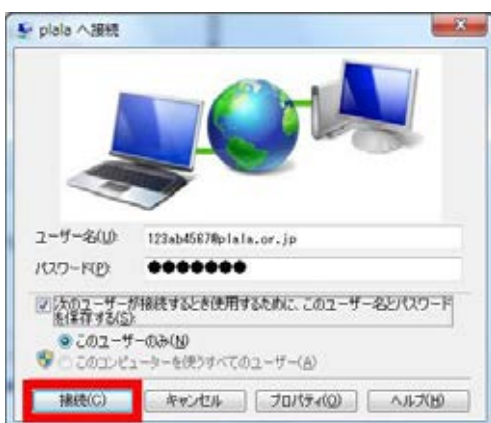 plala へ接続
ユーザー名(U): 123ab4567@plala.or.jp
パスワード(P): ●●●●●●●
次のユーザーが接続するとき使用するために、このユーザー名とパスワード
を保存する(S):
このユーザーのみ(N)
このコンピューターを使うすべてのユーザー(A)
接続(C) キャンセル プロパティ(O) ヘルプ(H)